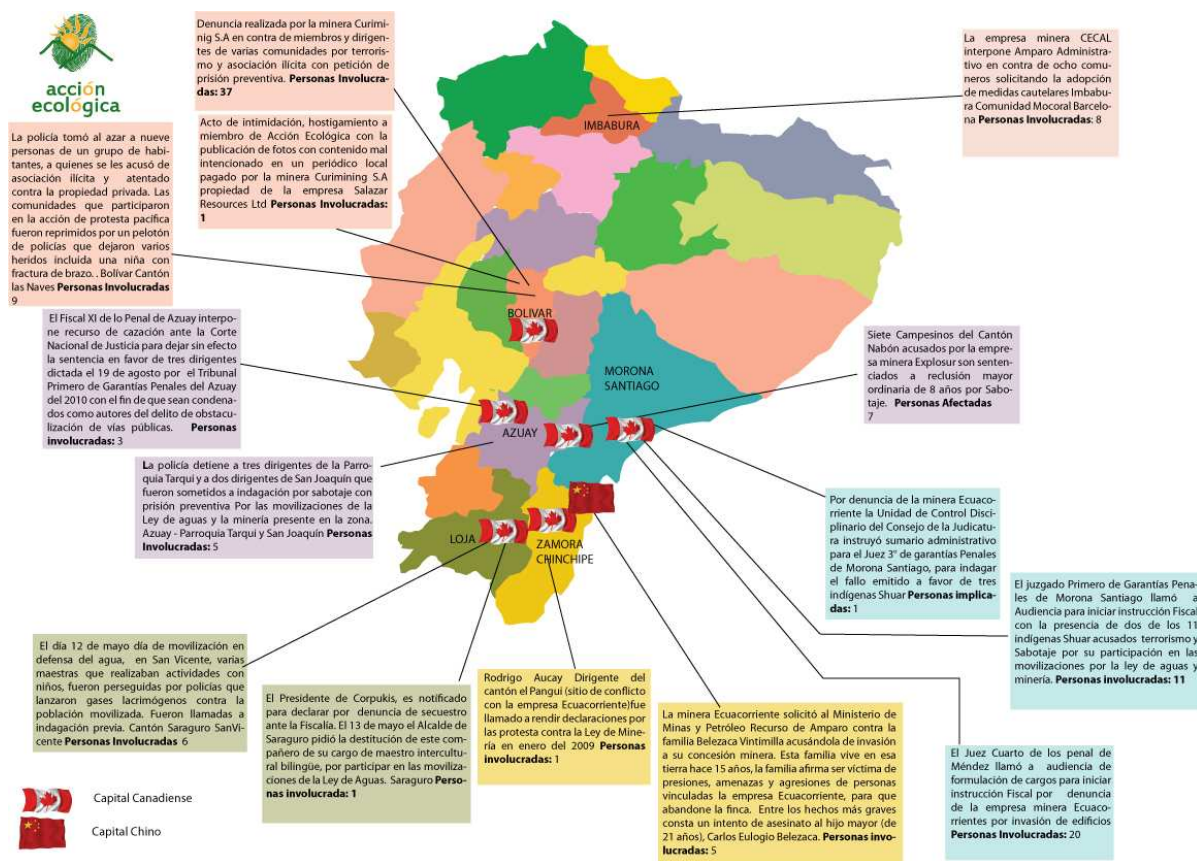 acción
ecológica
Denuncia realizada por la minera Curimi-
nig S.A en contra de miembros y dirigen-
tes de varias comunidades por terroris-
mo y asociación ilícita con petición de
prisión preventiva. Personas Involucra-
das: 37
Acto de intimidación, hostigamiento a
miembro de Acción Ecológica con la
publicación de fotos con contenido mal
intencionado en un periódico local
pagado por la minera Curimining S.A
propiedad de la empresa Salazar
Resources Ltd Personas Involucradas:
1
La policía tomó al azar a nueve
personas de un grupo de habi-
tantes, a quienes se les acusó de
asociación ilícita y atentado
contra la propiedad privada. Las
comunidades que participaron
en la acción de protesta pacífica
fueron reprimidos por un pelotón
de policías que dejaron varios
heridos incluida una niña con
fractura de brazo. . Bolívar Cantón
las Naves Personas Involucradas
9
La empresa minera CECAL
interpone Amparo Administra-
tivo en contra de ocho comu-
neros solicitando la adopción
de medidas cautelares Imbabu-
ra Comunidad Mocoral Barcelo-
na Personas Involucradas: 8
IMBABURA
BOLIVAR
MORONA
SANTIAGO
AZUAY
LOJA
ZAMORA
CHINCHIPE
El Fiscal XI de lo Penal de Azuay interpo-
ne recurso de cazación ante la Corte
Nacional de Justicia para dejar sin efecto
la sentencia en favor de tres dirigentes
dictada el 19 de agosto por el Tribunal
Primero de Garantías Penales del Azuay
del 2010 con el fin de que sean condena-
dos como autores del delito de obstacu-
lización de vías públicas. Personas
involucradas: 3
Siete Campesinos del Cantón
Nabón acusados por la empre-
sa minera Explosur son senten-
ciados a reclusión mayor
ordinaria de 8 años por Sabo-
taje. Personas Afectadas
7
La policía detiene a tres dirigentes de la Parro-
quia Tarqui y a dos dirigentes de San Joaquín que
fueron sometidos a indagación por sabotaje con
prisión preventiva Por las movilizaciones de la
Ley de aguas y la minería presente en la zona.
Azuay - Parroquia Tarqui y San Joaquín Personas
Involucradas: 5
Por denuncia de la minera Ecuaco-
rriente la Unidad de Control Disci-
plinario del Consejo de la Judicatu-
ra instruyó sumario administrativo
para el Juez 3° de garantías Penales
de Morona Santiago, para indagar
el fallo emitido a favor de tres
indígenas Shuar Personas implica-
das: 1
El juzgado Primero de Garantías Pena-
les de Morona Santiago llamó a
Audiencia para iniciar instrucción Fiscal
con la presencia de dos de los 11
indígenas Shuar acusados terrorismo y
Sabotaje por su participación en las
movilizaciones por la ley de aguas y
minería. Personas involucradas: 11
El día 12 de mayo día de movilización en
defensa del agua, en San Vicente, varias
maestras que realizaban actividades con
niños, fueron perseguidas por policías que
lanzaron gases lacrimógenos contra la
población movilizada. Fueron llamadas a
indagación previa. Cantón Saraguro SanVi-
cente Personas Involucradas 6
El Presidente de Corpukis, es notificado
para declarar por denuncia de secuestro
ante la Fiscalía. El 13 de mayo el Alcalde de
Saraguro pidió la destitución de este com-
pañero de su cargo de maestro intercultu-
ral bilingüe, por participar en las moviliza-
ciones de la Ley de Aguas. Saraguro Perso-
nas involucrada: 1
Rodrigo Aucay Dirigente del
cantón el Pangui (sitio de conflicto
con la empresa Ecuacorriente)fue
llamado a rendir declaraciones por
las protesta contra la Ley de Mine-
ría en enero del 2009 Personas
involucradas: 1
La minera Ecuacorriente solicitó al Ministerio de
Minas y Petróleo Recurso de Amparo contra la
familia Belezaca Vintimilla acusándola de invasión
a su concesión minera. Esta familia vive en esa
tierra hace 15 años, la familia afirma ser víctima de
presiones, amenazas y agresiones de personas
vinculadas la empresa Ecuacorriente, para que
abandone la finca. Entre los hechos más graves
consta un intento de asesinato al hijo mayor (de
21 años), Carlos Eulogio Belezaca. Personas invo-
lucradas: 5
El Juez Cuarto de los penal de
Méndez llamó a audiencia de
formulación de cargos para iniciar
instrucción Fiscal por denuncia
de la empresa minera Ecuaco-
rrientes por invasión de edificios
Personas Involucradas: 20
Capital Canadiense
Capital Chino